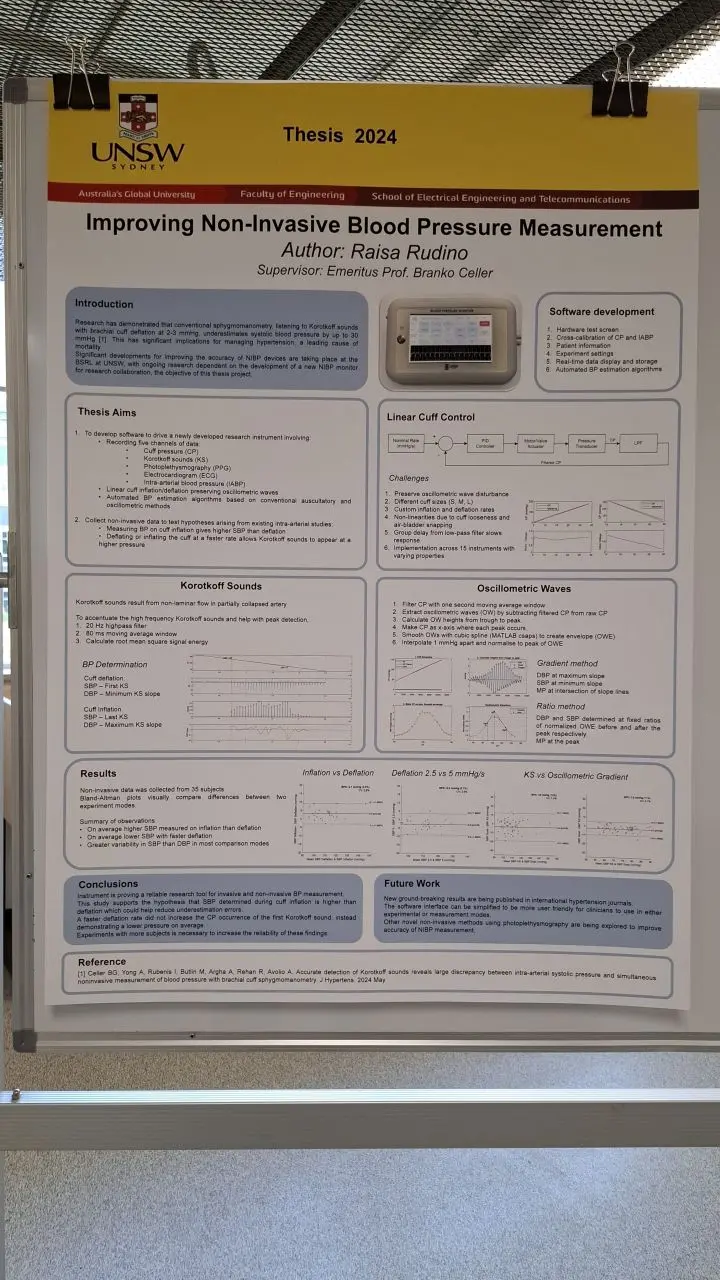 UNSW
SYDNEY
Thesis 2024
Australia's Global University
Faculty of Engineering
School of Electrical Engineering and Telecommunications
Improving Non-Invasive Blood Pressure Measurement
Author: Raisa Rudino
Supervisor: Emeritus Prof. Branko Celler
Introduction
Research has demonstrated that conventional sphygmomanometry, listening to Korotkoff sounds
with brachial cuff deflation at 2-3 mmHg, underestimates systolic blood pressure by up to 30
mmHg [1]. This has significant implications for managing hypertension, a leading cause of
mortality.
Significant developments for improving the accuracy of NIBP devices are taking place at the
BSRL at UNSW, with ongoing research dependent on the development of a new NIBP monitor
for research collaboration, the objective of this thesis project.
BLOOD PRESSURE MONITOR
UNSW
Software development
1. Hardware test screen
2. Cross-calibration of CP and IABP
3. Patient information
4. Experiment settings
5. Real-time data display and storage
6. Automated BP estimation algorithms
Thesis Aims
1. To develop software to drive a newly developed research instrument involving:
• Recording five channels of data:
• Cuff pressure (CP)
• Korotkoff sounds (KS)
• Photoplethysmography (PPG)
• Electrocardiogram (ECG)
• Intra-arterial blood pressure (IABP)
• Linear cuff inflation/deflation preserving oscillometric waves
• Automated BP estimation algorithms based on conventional auscultatory and
oscillometric methods
2. Collect non-invasive data to test hypotheses arising from existing intra-arterial studies:
• Measuring BP on cuff inflation gives higher SBP than deflation
• Deflating or inflating the cuff at a faster rate allows Korotkoff sounds to appear at a
higher pressure
Linear Cuff Control
Nominal Rate
(mmHg/s)
PID
Controller
Motor/Valve
Actuator
Pressure
Transducer
CP
LPF
Filtered CP
Challenges
1. Preserve oscillometric wave disturbance
2. Different cuff sizes (S, M, L)
3. Custom inflation and deflation rates
4. Non-linearities due to cuff looseness and
air-bladder snapping
5. Group delay from low-pass filter slows
response
6. Implementation across 15 instruments with
varying properties
Korotkoff Sounds
Korotkoff sounds result from non-laminar flow in partially collapsed artery
To accentuate the high frequency Korotkoff sounds and help with peak detection,
1. 20 Hz highpass filter
2. 80 ms moving average window
3. Calculate root mean square signal energy
BP Determination
Cuff deflation:
SBP – First KS
DBP – Minimum KS slope
Cuff Inflation
SBP – Last KS
DBP – Maximum KS slope
Oscillometric Waves
1. Filter CP with one second moving average window
2. Extract oscillometric waves (OW) by subtracting filtered CP from raw CP
3. Calculate OW heights from trough to peak.
4. Make CP as x-axis where each peak occurs.
5. Smooth OWs with cubic spline (MATLAB csaps) to create envelope (OWE)
6. Interpolate 1 mmHg apart and normalise to peak of OWE
Gradient method
DBP at maximum slope
SBP at minimum slope
MP at intersection of slope lines
Ratio method
DBP and SBP determined at fixed ratios
of normalized OWE before and after the
peak respectively.
MP at the peak
Results
Non-invasive data was collected from 35 subjects
Bland-Altman plots visually compare differences between two
experiment modes.
Summary of observations
• On average higher SBP measured on inflation than deflation
• On average lower SBP with faster deflation
• Greater variability in SBP than DBP in most comparison modes
Inflation vs Deflation
Deflation 2.5 vs 5 mmHg/s
KS vs Oscillometric Gradient
Conclusions
Instrument is proving a reliable research tool for invasive and non-invasive BP measurement.
This study supports the hypothesis that SBP determined during cuff inflation is higher than
deflation which could help reduce underestimation errors.
A faster deflation rate did not increase the CP occurrence of the first Korotkoff sound, instead
demonstrating a lower pressure on average.
Experiments with more subjects is necessary to increase the reliability of these findings.
Future Work
New ground-breaking results are being published in international hypertension journals.
The software interface can be simplified to be more user friendly for clinicians to use in either
experimental or measurement modes.
Other novel non-invasive methods using photoplethysmography are being explored to improve
accuracy of NIBP measurement.
Reference
[1] Celler BG, Yong A, Rubenis I, Butlin M, Argha A, Rehan R, Avolio A. Accurate detection of Korotkoff sounds reveals large discrepancy between intra-arterial systolic pressure and simultaneous
noninvasive measurement of blood pressure with brachial cuff sphygmomanometry. J Hypertens. 2024 May